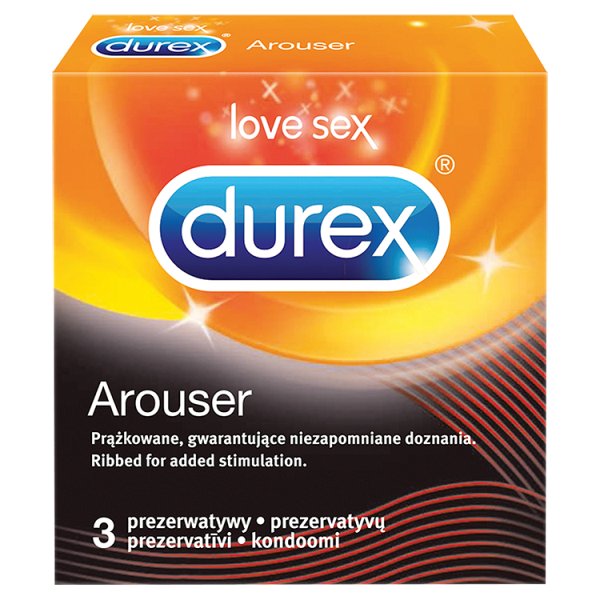 love sex
durex Arouser
love sex
durex®
Arouser
Prążkowane, gwarantujące niezapomniane doznania.
Ribbed for added stimulation.
3 prezerwatywy • prezervatyvų
prezervatīvi • kondoomi